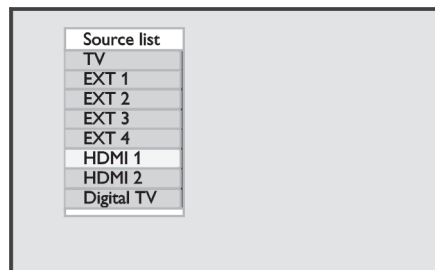 Source list
TV
EXT 1
EXT 2
EXT 3
EXT 4
HDMI 1
HDMI 2
Digital TV